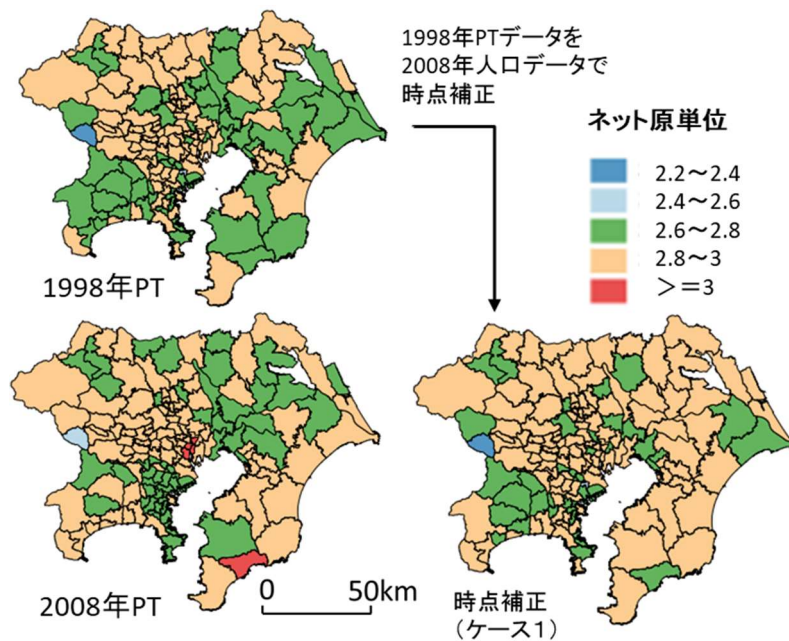 1998年PTデータを
2008年人口データで
時点補正
ネット原単位
2.2～2.4
2.4～2.6
2.6～2.8
2.8～3
＞＝3
1998年PT
2008年PT
0 50km
時点補正
（ケース1）